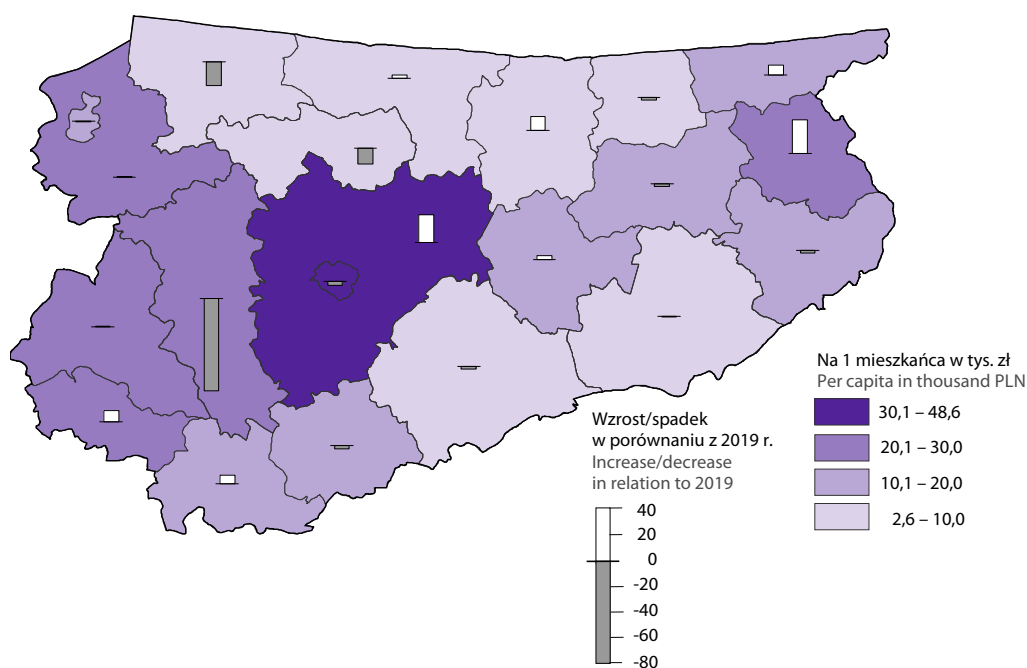 Na 1 mieszkańca w tys. zł
Per capita in thousand PLN
30,1 – 48,6
20,1 – 30,0
10,1 – 20,0
2,6 – 10,0
Wzrost/spadek
w porównaniu z 2019 r.
Increase/decrease
in relation to 2019
40
20
0
-20
-40
-60
-80